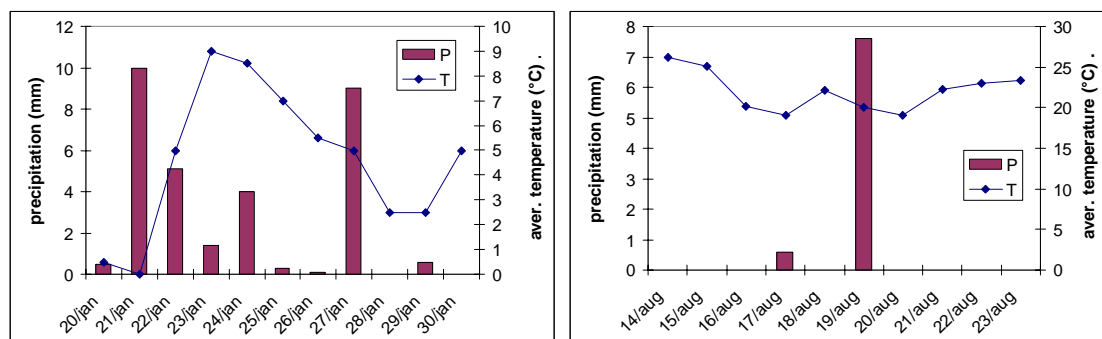 precipitation (mm)
12
10
8
6
4
2
0
P
T
10
9
8
7
6
5
4
3
2
1
0
aver. temperature (°C) .
20/jan
21/jan
22/jan
23/jan
24/jan
25/jan
26/jan
27/jan
28/jan
29/jan
30/jan
precipitation (mm)
8
7
6
5
4
3
2
1
0
P
T
30
25
20
15
10
5
0
aver. temperature (°C) .
14/aug
15/aug
16/aug
17/aug
18/aug
19/aug
20/aug
21/aug
22/aug
23/aug